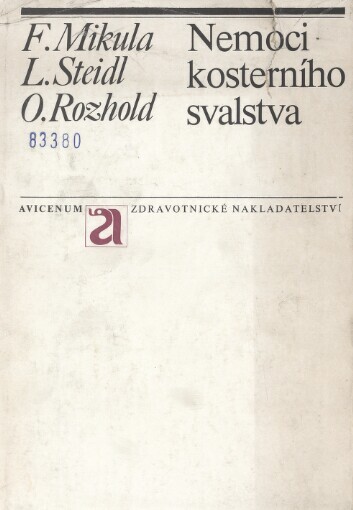 F. Mikula
L. Steidl
O. Rozhold
Nemoci
kosterního
svalstva
83380
AVICENUM a ZDRAVOTNICKÉ NAKLADATELSTVÍ